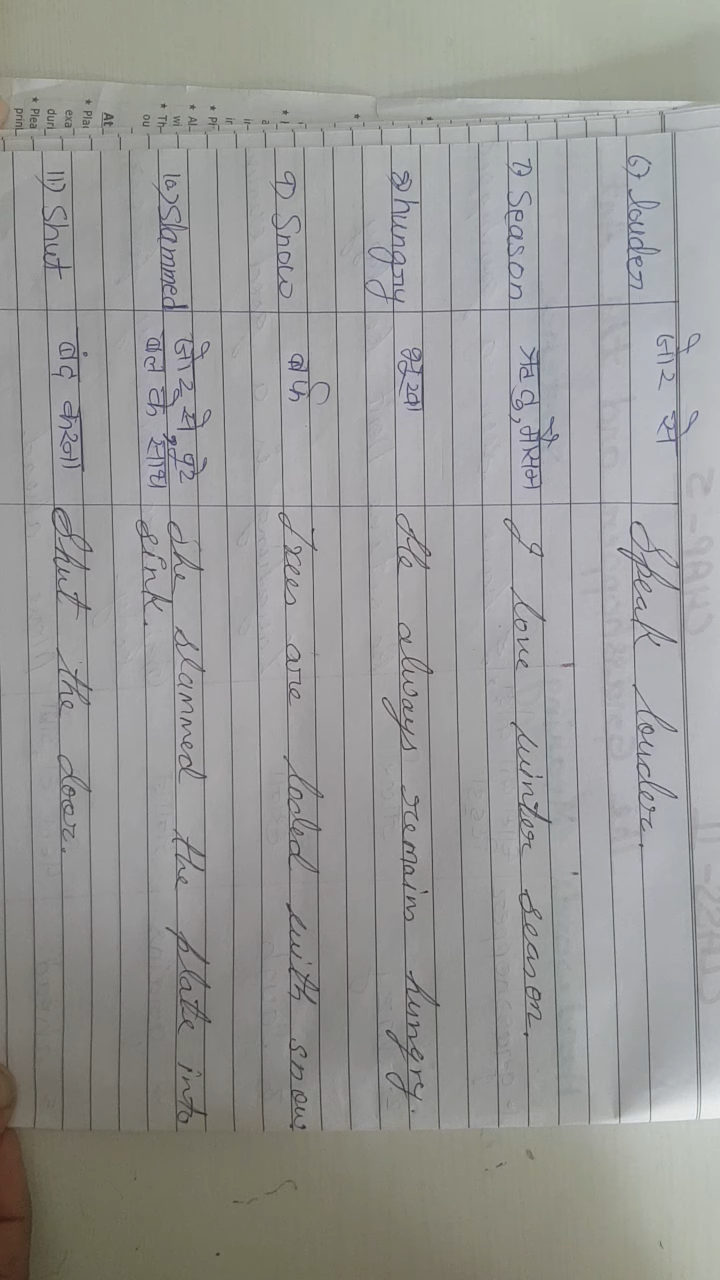 6) louder जोर से Speak louder.
7) Season ऋतु, मौसम I love winter season.
8) hungry भूखा He always remain hungry.
9) Snow बर्फ Trees are loded with snow
10) Slammed जोर से, क्रूर She slammed the plate into
बल के साथ sink.
11) Shut बंद करना Shut the door.